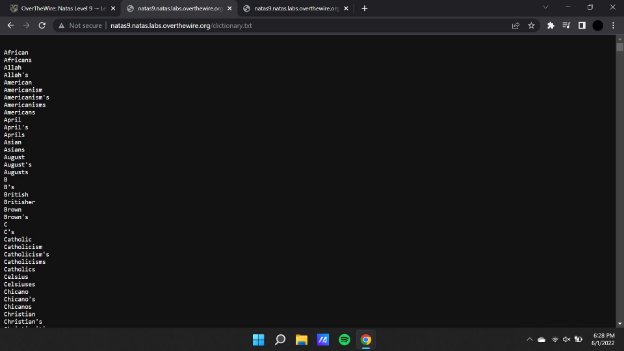 OverTheWire: Natas Level 9 → Le
natas9.natas.labs.overthewire.org
natas9.natas.labs.overthewire.org
Not secure | natas9.natas.labs.overthewire.org/dictionary.txt
African
Africans
Allah
Allah's
American
Americanism
Americanism's
Americanisms
Americans
April
April's
Aprils
Asian
Asians
August
August's
Augusts
B
B's
British
Britisher
Brown
Brown's
C
C's
Catholic
Catholicism
Catholicism's
Catholicisms
Catholics
Celsius
Celsiuses
Chicano
Chicano's
Chicanos
Christian
Christian's
6:28 PM
6/1/2022